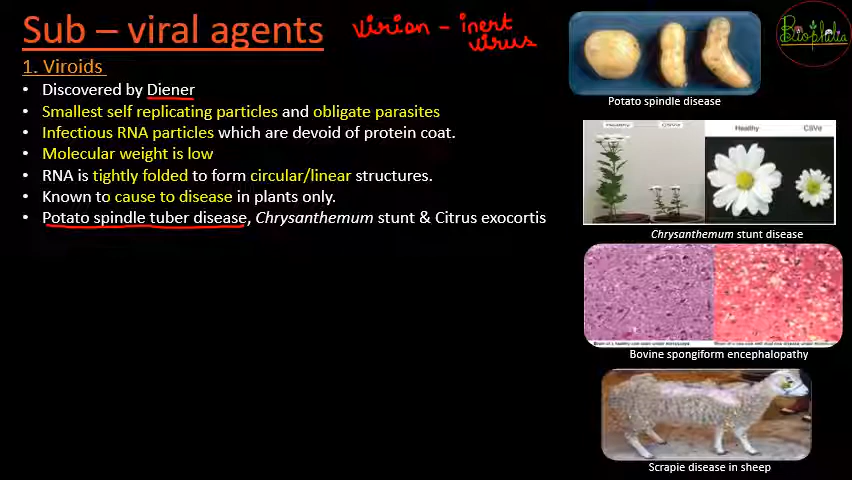 Sub – viral agents
virion – inert
virus
Biophilia
1. Viroids
• Discovered by Diener
• Smallest self replicating particles and obligate parasites
• Infectious RNA particles which are devoid of protein coat.
• Molecular weight is low
• RNA is tightly folded to form circular/linear structures.
• Known to cause to disease in plants only.
• Potato spindle tuber disease, Chrysanthemum stunt & Citrus exocortis
Potato spindle disease
Healthy CSVd
Healthy CSVd
Chrysanthemum stunt disease
Bovine spongiform encephalopathy
Scrapie disease in sheep